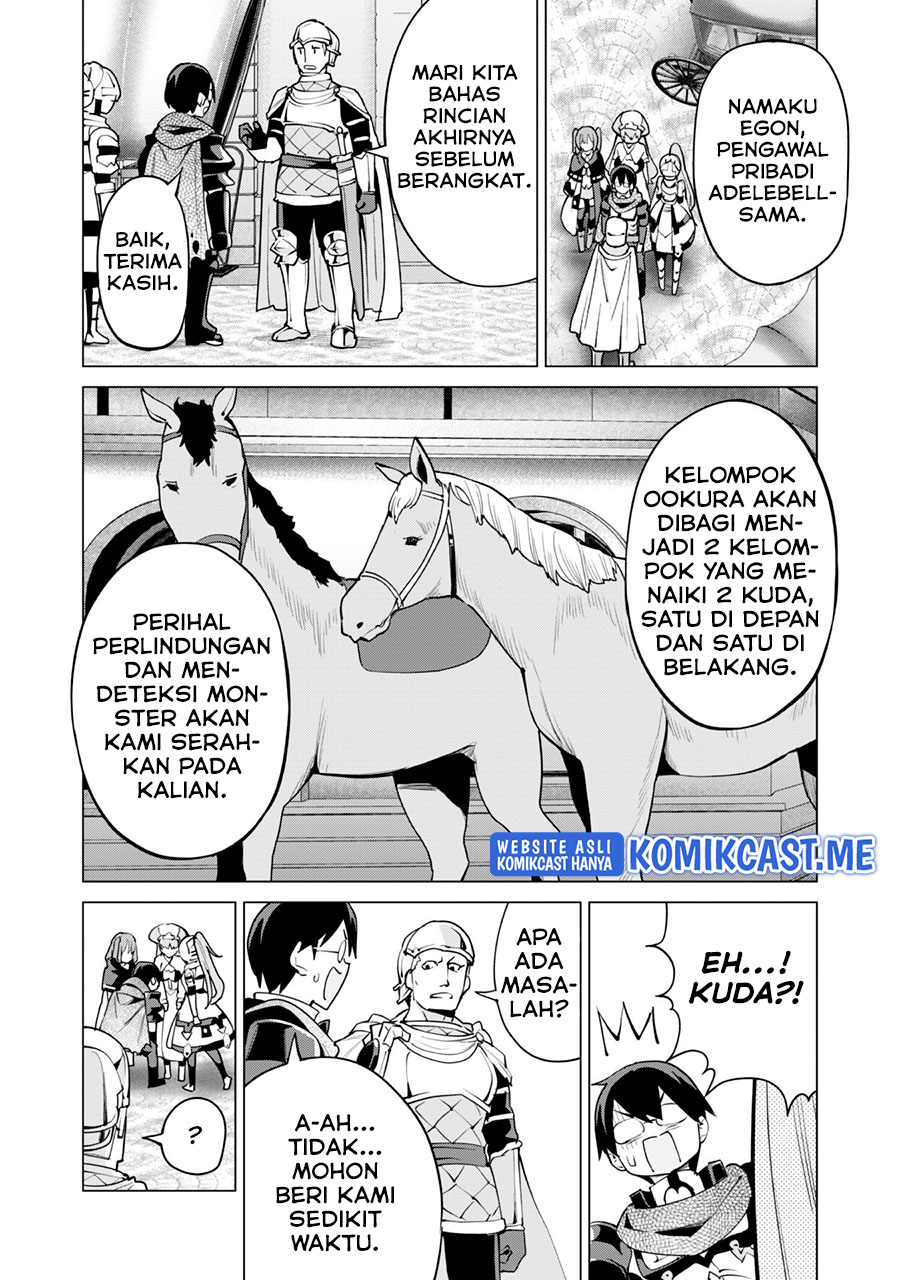 NAMAKU
EGON,
PENGAWAL
PRIBADI
ADELEBELL-
SAMA.
MARI KITA
BAHAS
RINCIAN
AKHIRNYA
SEBELUM
BERANGKAT.
BAIK,
TERIMA
KASIH.
KELOMPOK
OOKURA AKAN
DIBAGI MEN-
JADI 2 KELOM-
POK YANG ME-
NAIKI 2 KUDA,
SATU DI DEPAN
DAN SATU DI
BELAKANG.
PERIHAL
PERLINDUNGAN
DAN MEN-
DETEKSI MON-
STER AKAN
KAMI SERAH-
KAN PADA
KALIAN.
WEBSITE ASLI
KOMIKCAST HANYA
KOMIKCAST.ME
EH...!
KUDA?!
APA
ADA
MASA-
LAH?
A-AH...
TIDAK...
MOHON
BERI KAMI
SEDIKIT
WAKTU.
?